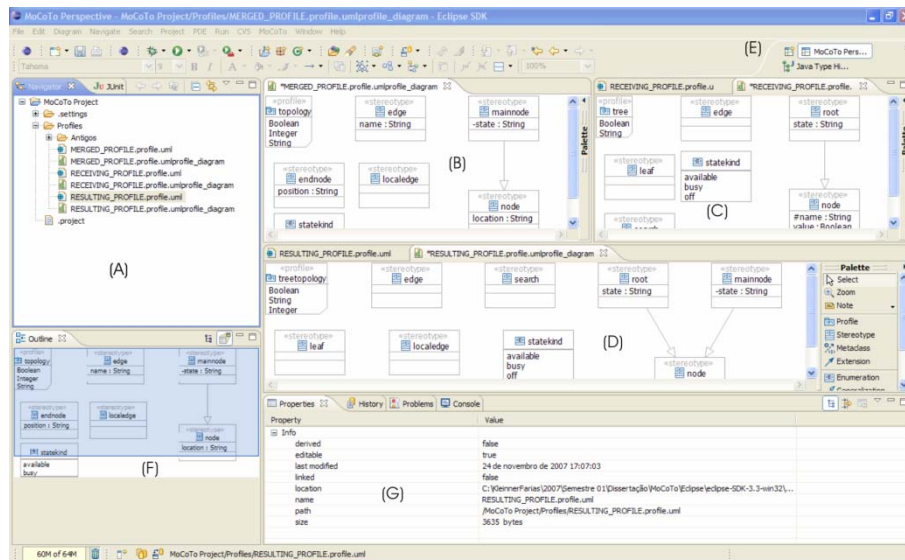 MoCoTo Perspective - MoCoTo Project/Profiles/MERGED_PROFILE.profile.umlprofile_diagram - Eclipse SDK
File Edit Diagram Navigate Search Project PDE Run CVS MoCoTo Window Help
(E)
MoCoTo Pers...
Tahoma
9
100%
Java Type Hi...
Navigator
JUnit
MoCoTo Project
.settings
Profiles
Antigos
MERGED_PROFILE.profile.uml
MERGED_PROFILE.profile.umlprofile_diagram
RECEIVING_PROFILE.profile.uml
RECEIVING_PROFILE.profile.umlprofile_diagram
RESULTING_PROFILE.profile.uml
RESULTING_PROFILE.profile.umlprofile_diagram
.project
(A)
*MERGED_PROFILE.profile.umlprofile_diagram
«profile»
topology
Boolean
Integer
String
«stereotype»
edge
name : String
«stereotype»
mainnode
-state : String
(B)
«stereotype»
endnode
position : String
«stereotype»
localedge
«stereotype»
node
location : String
statekind
Palette
RECEIVING_PROFILE.profile.u
*RECEIVING_PROFILE.profile.
«profile»
tree
Boolean
String
«stereotype»
edge
«stereotype»
root
state : String
«stereotype»
leaf
statekind
available
busy
off
(C)
«stereotype»
node
#name : String
value : Boolean
«stereotype»
search
Palette
RESULTING_PROFILE.profile.uml
*RESULTING_PROFILE.profile.umlprofile_diagram
«profile»
treetopology
Boolean
String
Integer
«stereotype»
edge
«stereotype»
search
«stereotype»
root
state : String
«stereotype»
mainnode
-state : String
«stereotype»
leaf
«stereotype»
localedge
statekind
available
busy
off
(D)
«stereotype»
node
Palette
Select
Zoom
Note
Profile
Stereotype
Metaclass
Extension
Enumeration
Generalization
Outline
«profile»
topology
Boolean
Integer
String
«stereotype»
edge
name : String
«stereotype»
mainnode
-state : String
«stereotype»
endnode
position : String
«stereotype»
localedge
«stereotype»
node
location : String
statekind
available
busy
(F)
Properties
History
Problems
Console
Property Value
Info
derived false
editable true
last modified 24 de novembro de 2007 17:07:03
linked false
location C:\KleinnerFarias\2007\Semestre 01\Dissertação\MoCoTo\Eclipse\eclipse-SDK-3.3-win32\...
name RESULTING_PROFILE.profile.uml
path /MoCoTo Project/Profiles/RESULTING_PROFILE.profile.uml
size 3635 bytes
(G)
60M of 64M
MoCoTo Project/Profiles/RESULTING_PROFILE.profile.uml